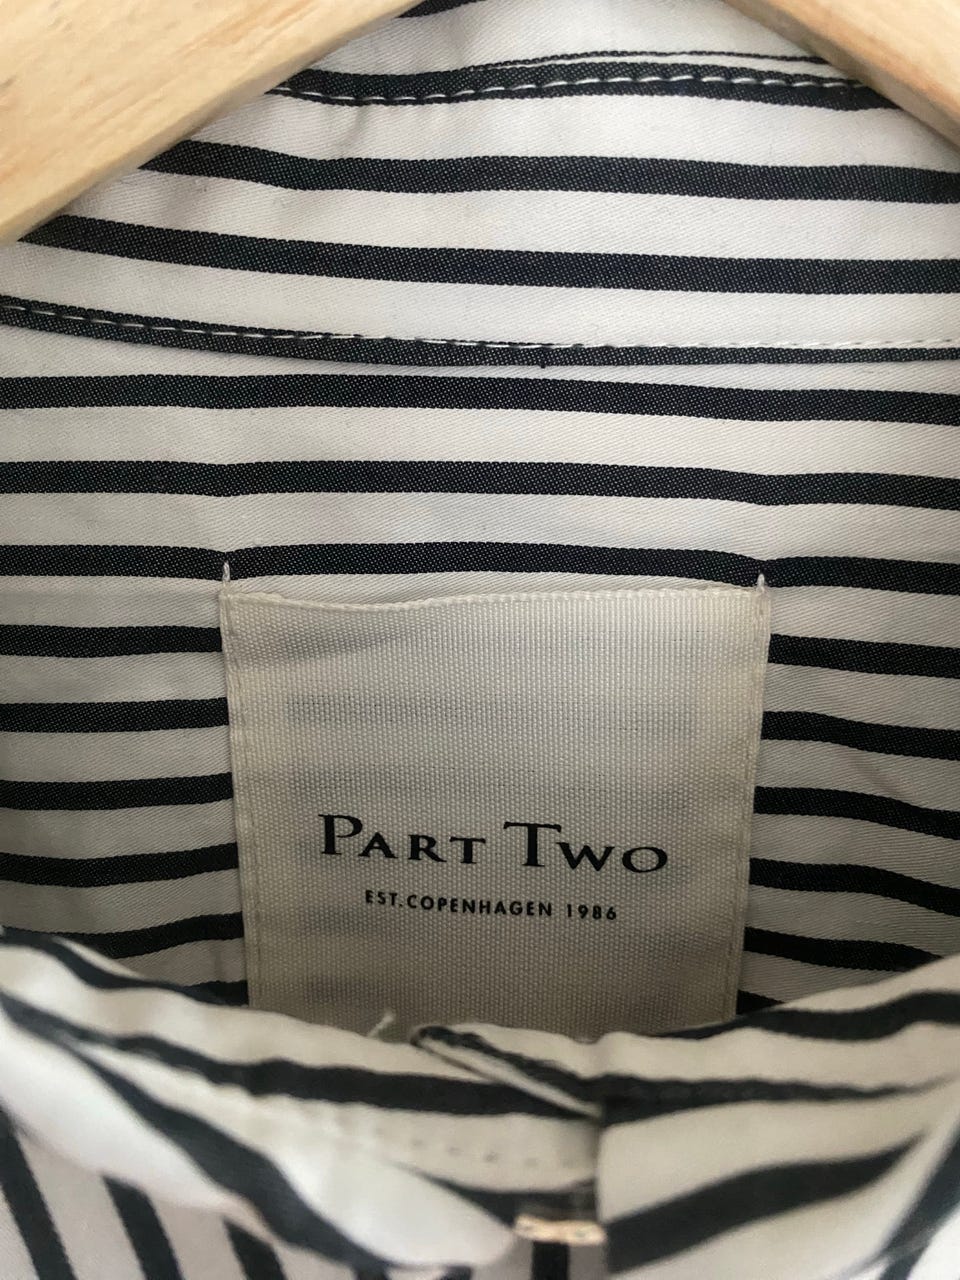 PART TWO
EST. COPENHAGEN 1986